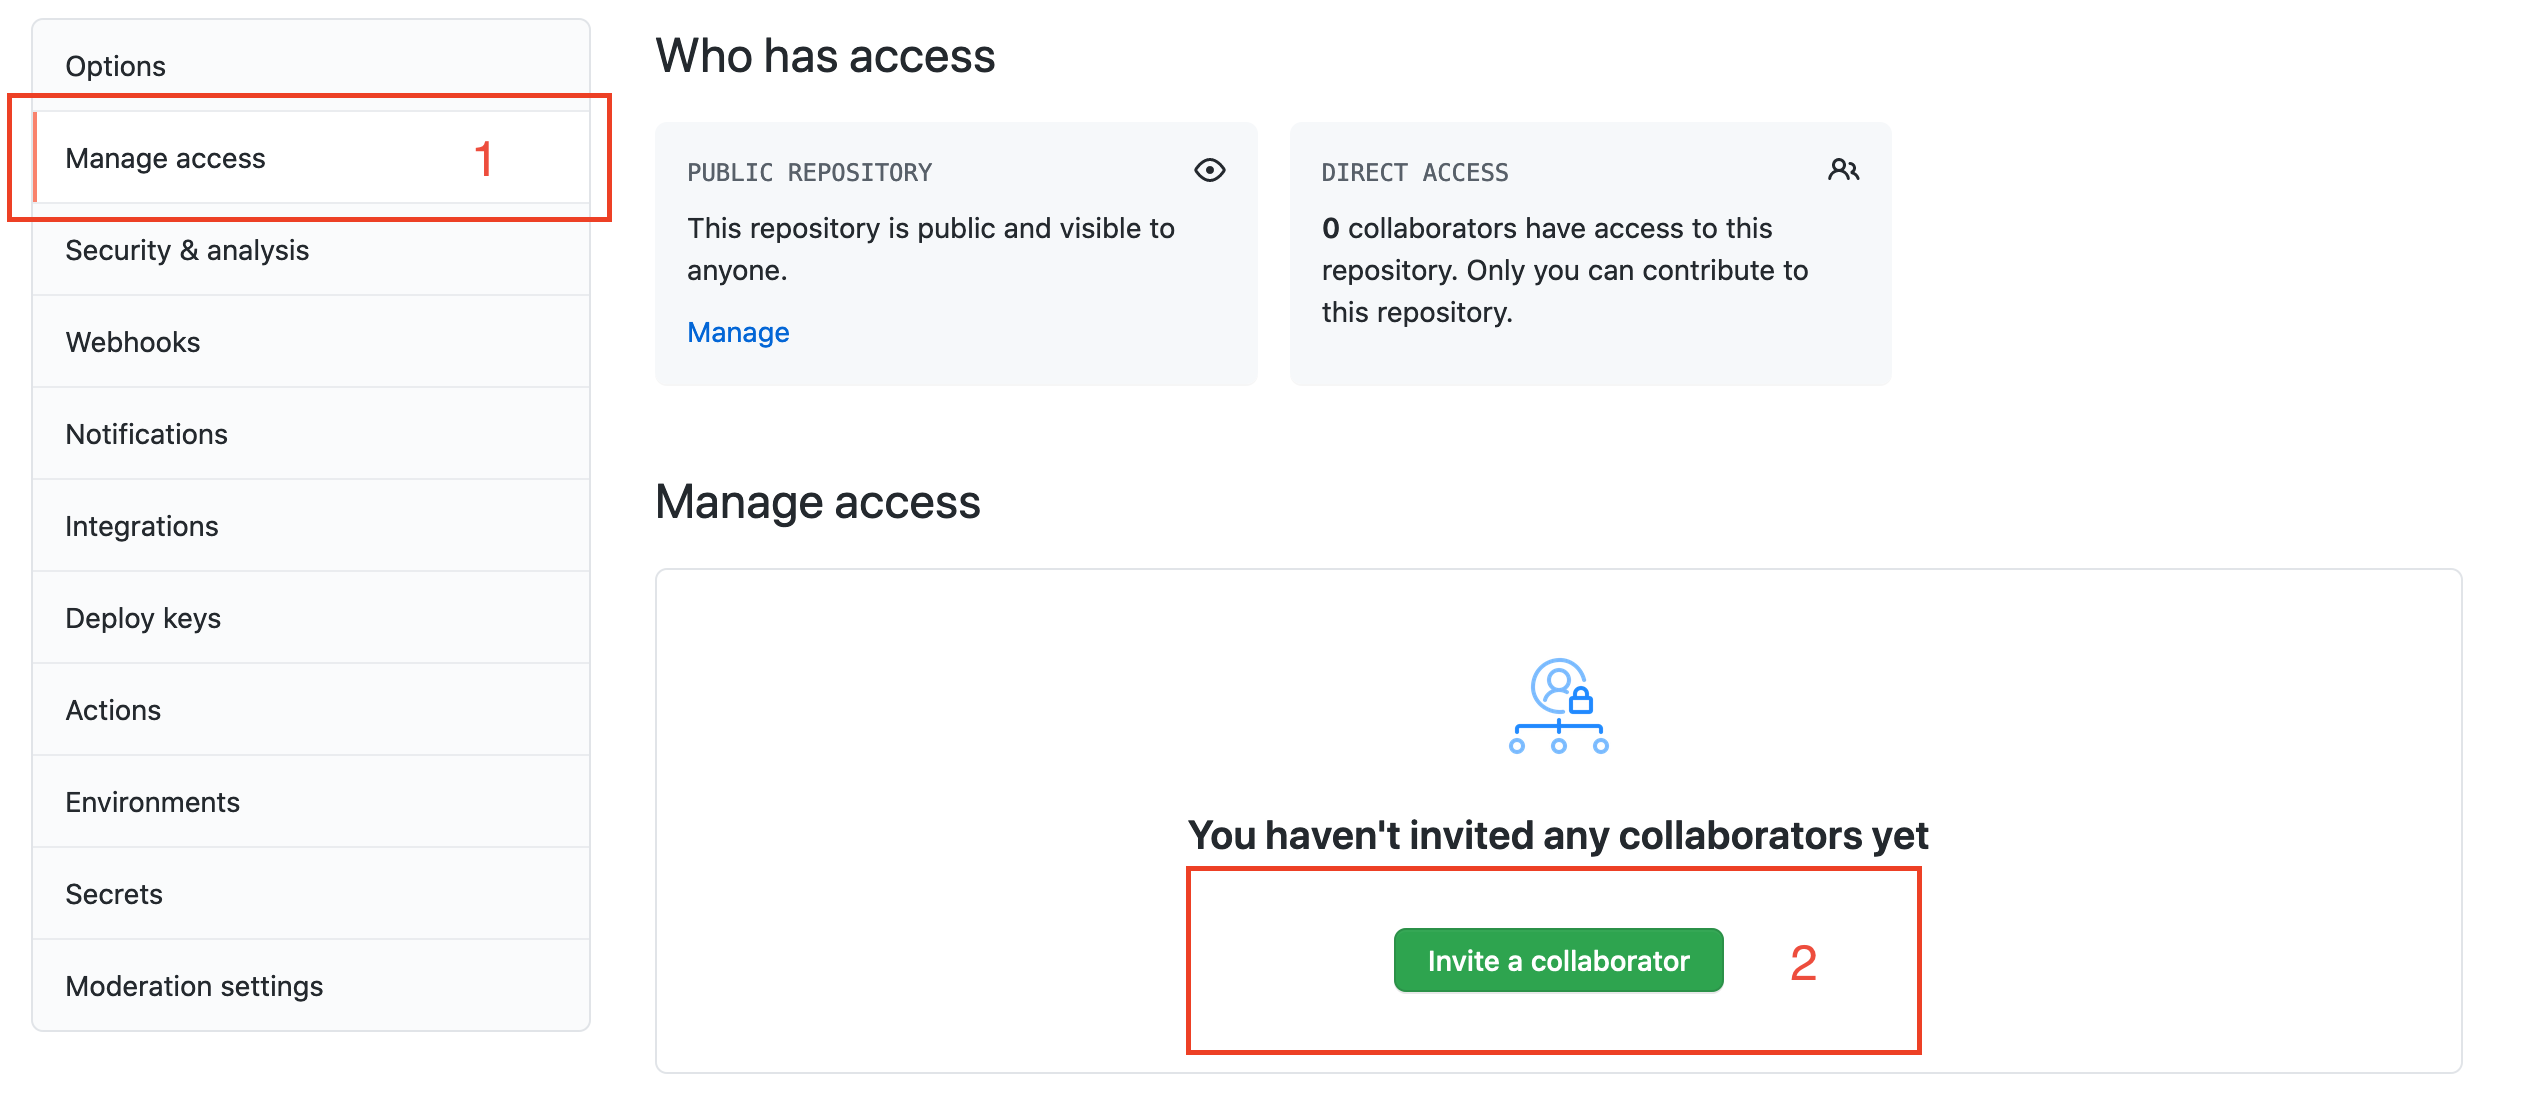 Options
Manage access
1
Security & analysis
Webhooks
Notifications
Integrations
Deploy keys
Actions
Environments
Secrets
Moderation settings
Who has access
PUBLIC REPOSITORY
This repository is public and visible to
anyone.
Manage
DIRECT ACCESS
0 collaborators have access to this
repository. Only you can contribute to
this repository.
Manage access
You haven't invited any collaborators yet
Invite a collaborator
2